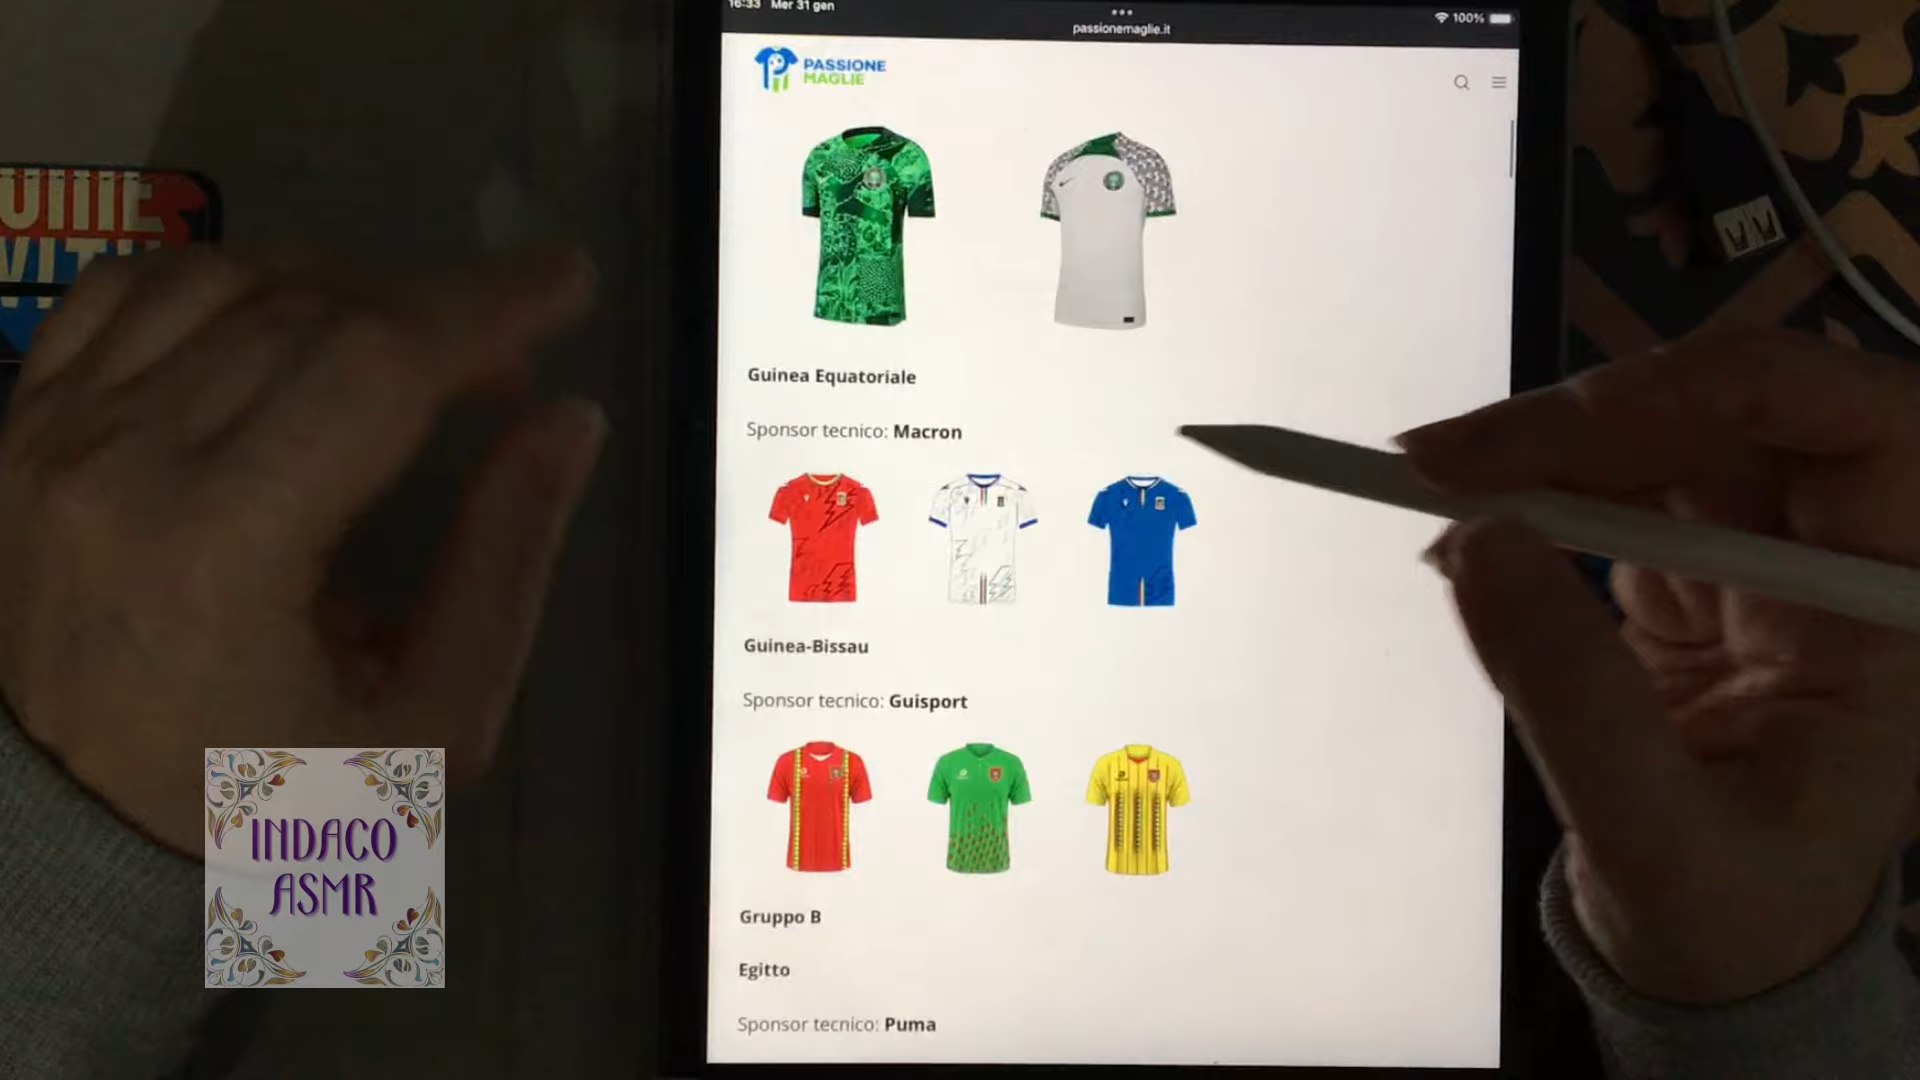 16:33 Mer 31 gen
passionemaglie.it
100%
PASSIONE
MAGLIE
WITH
Guinea Equatoriale
Sponsor tecnico: Macron
Guinea-Bissau
Sponsor tecnico: Guisport
INDACO
ASMR
Gruppo B
Egitto
Sponsor tecnico: Puma